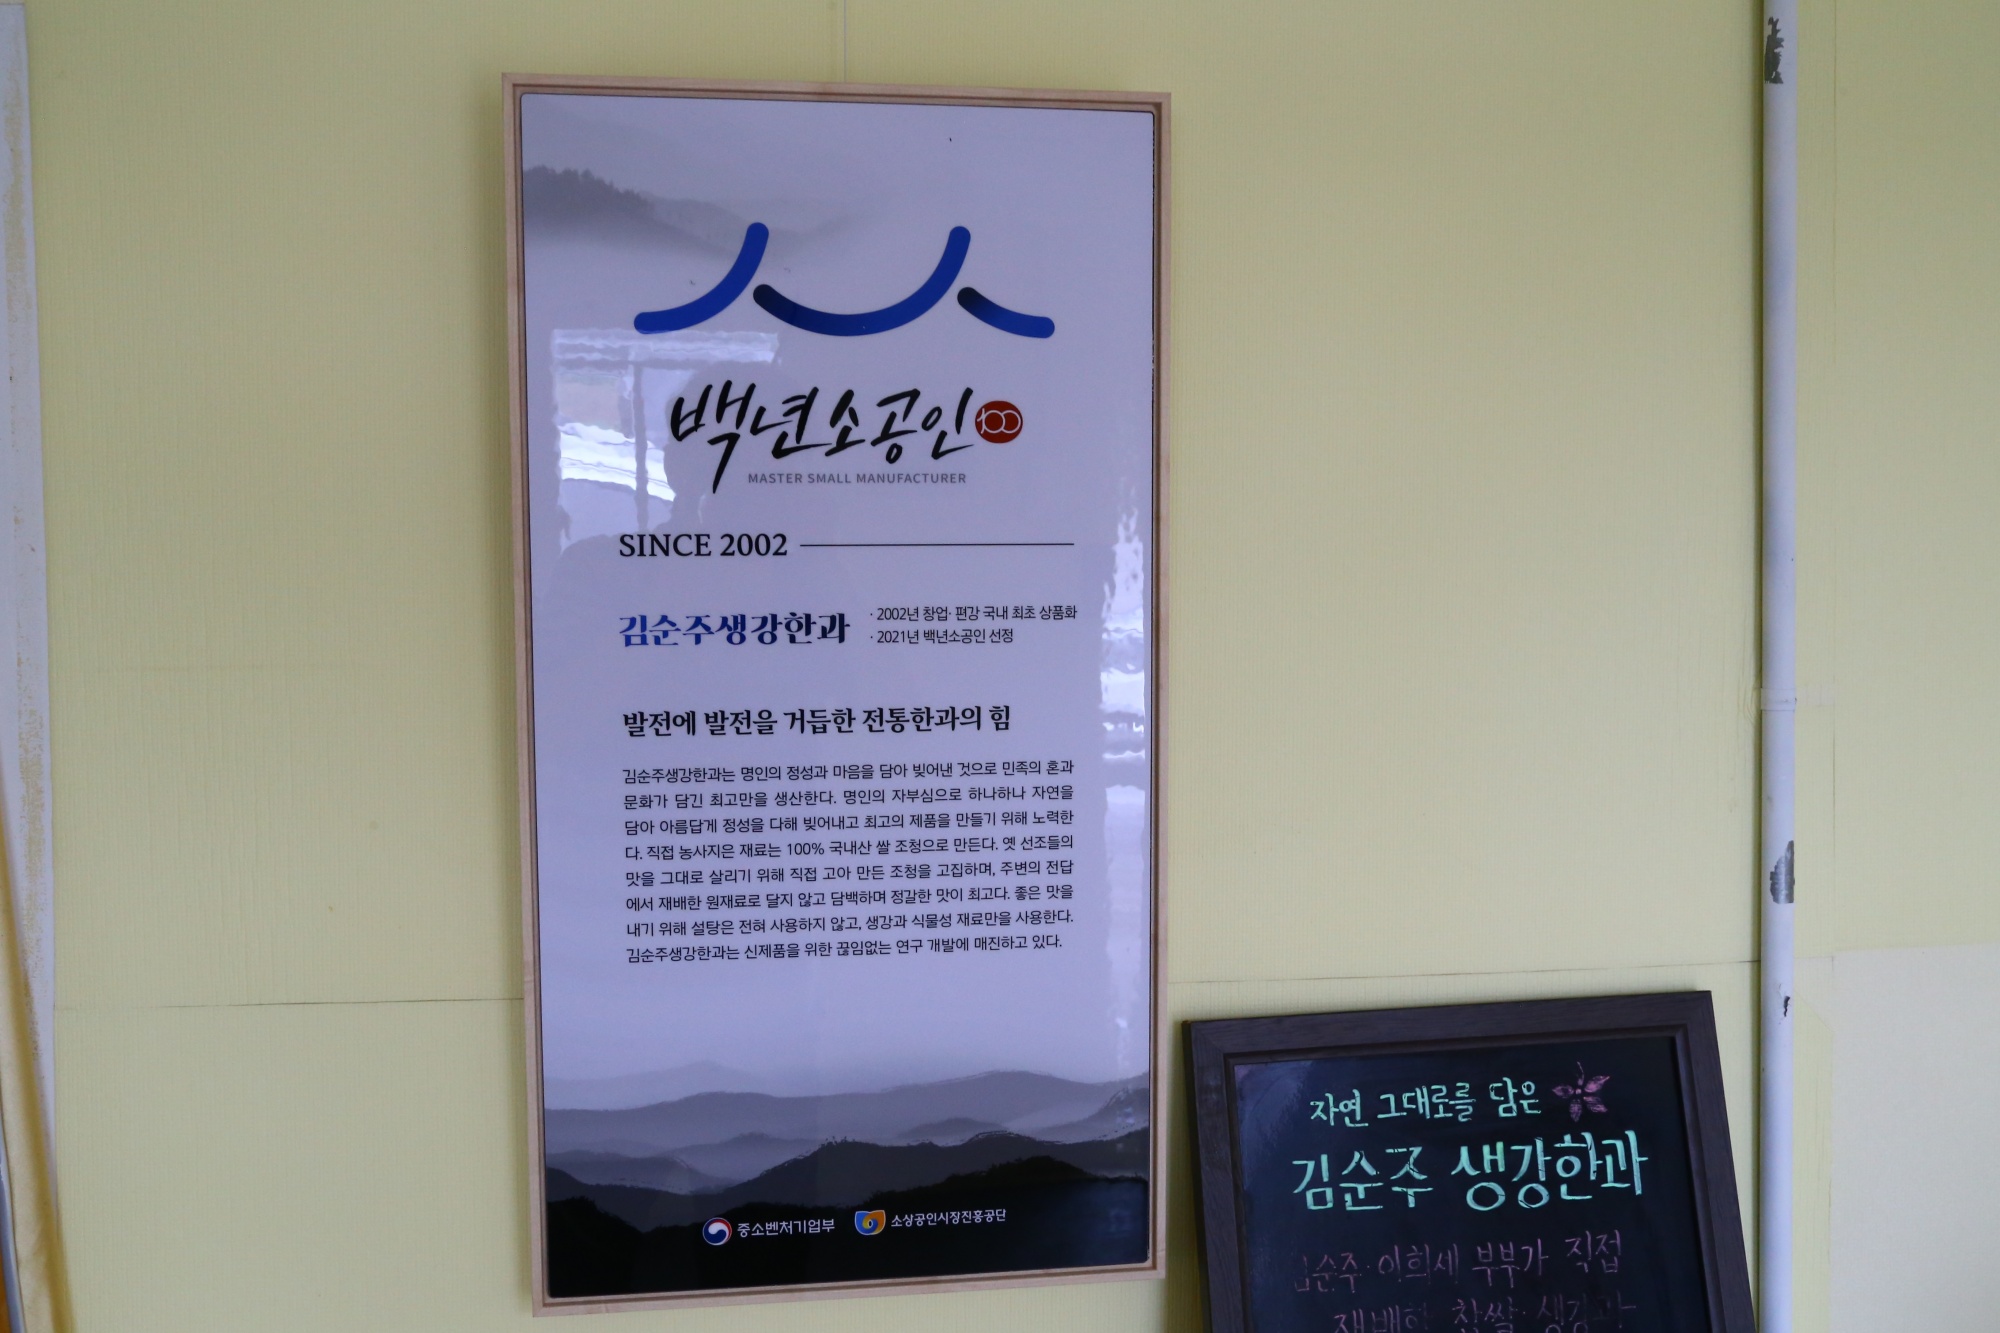 백년소공인 100
MASTER SMALL MANUFACTURER
SINCE 2002
김순주생강한과
· 2002년 창업· 편강 국내 최초 상품화
· 2021년 백년소공인 선정
발전에 발전을 거듭한 전통한과의 힘
김순주생강한과는 명인의 정성과 마음을 담아 빚어낸 것으로 민족의 혼과
문화가 담긴 최고만을 생산한다. 명인의 자부심으로 하나하나 자연을
담아 아름답게 정성을 다해 빚어내고 최고의 제품을 만들기 위해 노력한
다. 직접 농사지은 재료는 100% 국내산 쌀 조청으로 만든다. 옛 선조들의
맛을 그대로 살리기 위해 직접 고아 만든 조청을 고집하며, 주변의 전답
에서 재배한 원재료로 달지 않고 담백하며 정갈한 맛이 최고다. 좋은 맛을
내기 위해 설탕은 전혀 사용하지 않고, 생강과 식물성 재료만을 사용한다.
김순주생강한과는 신제품을 위한 끊임없는 연구 개발에 매진하고 있다.
중소벤처기업부
소상공인시장진흥공단
자연 그대로를 담은
김순주 생강한과
김순주·이희세 부부가 직접
재배한 찹쌀·생강과